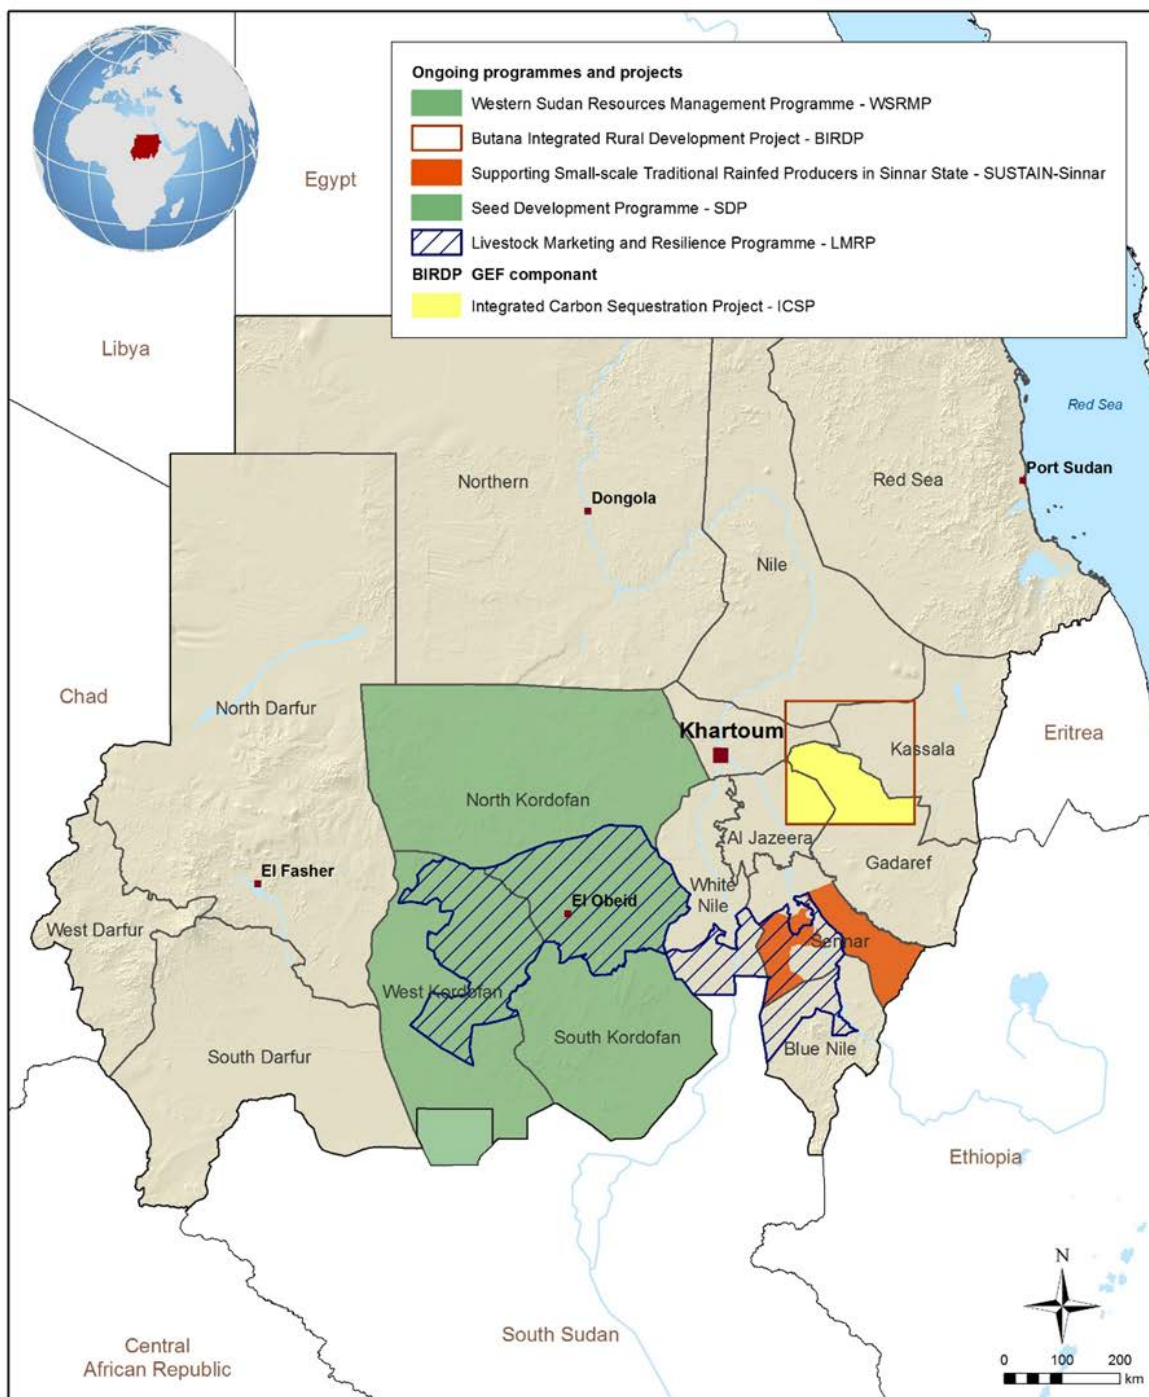 Ongoing programmes and projects
Western Sudan Resources Management Programme - WSRMP
Butana Integrated Rural Development Project - BIRDP
Supporting Small-scale Traditional Rainfed Producers in Sinnar State - SUSTAIN-Sinnar
Seed Development Programme - SDP
Livestock Marketing and Resilience Programme - LMRP
BIRDP GEF componant
Integrated Carbon Sequestration Project - ICSP
Egypt
Libya
Red Sea
Port Sudan
Red Sea
Northern
Dongola
Nile
Chad
North Darfur
Khartoum
Kassala
Eritrea
North Kordofan
Al Jazeera
Gadaref
El Fasher
White
Nile
El Obeid
West Darfur
Sennar
West Kordofan
South Kordofan
Blue Nile
South Darfur
Ethiopia
N
South Sudan
Central
African Republic
0 100 200
km